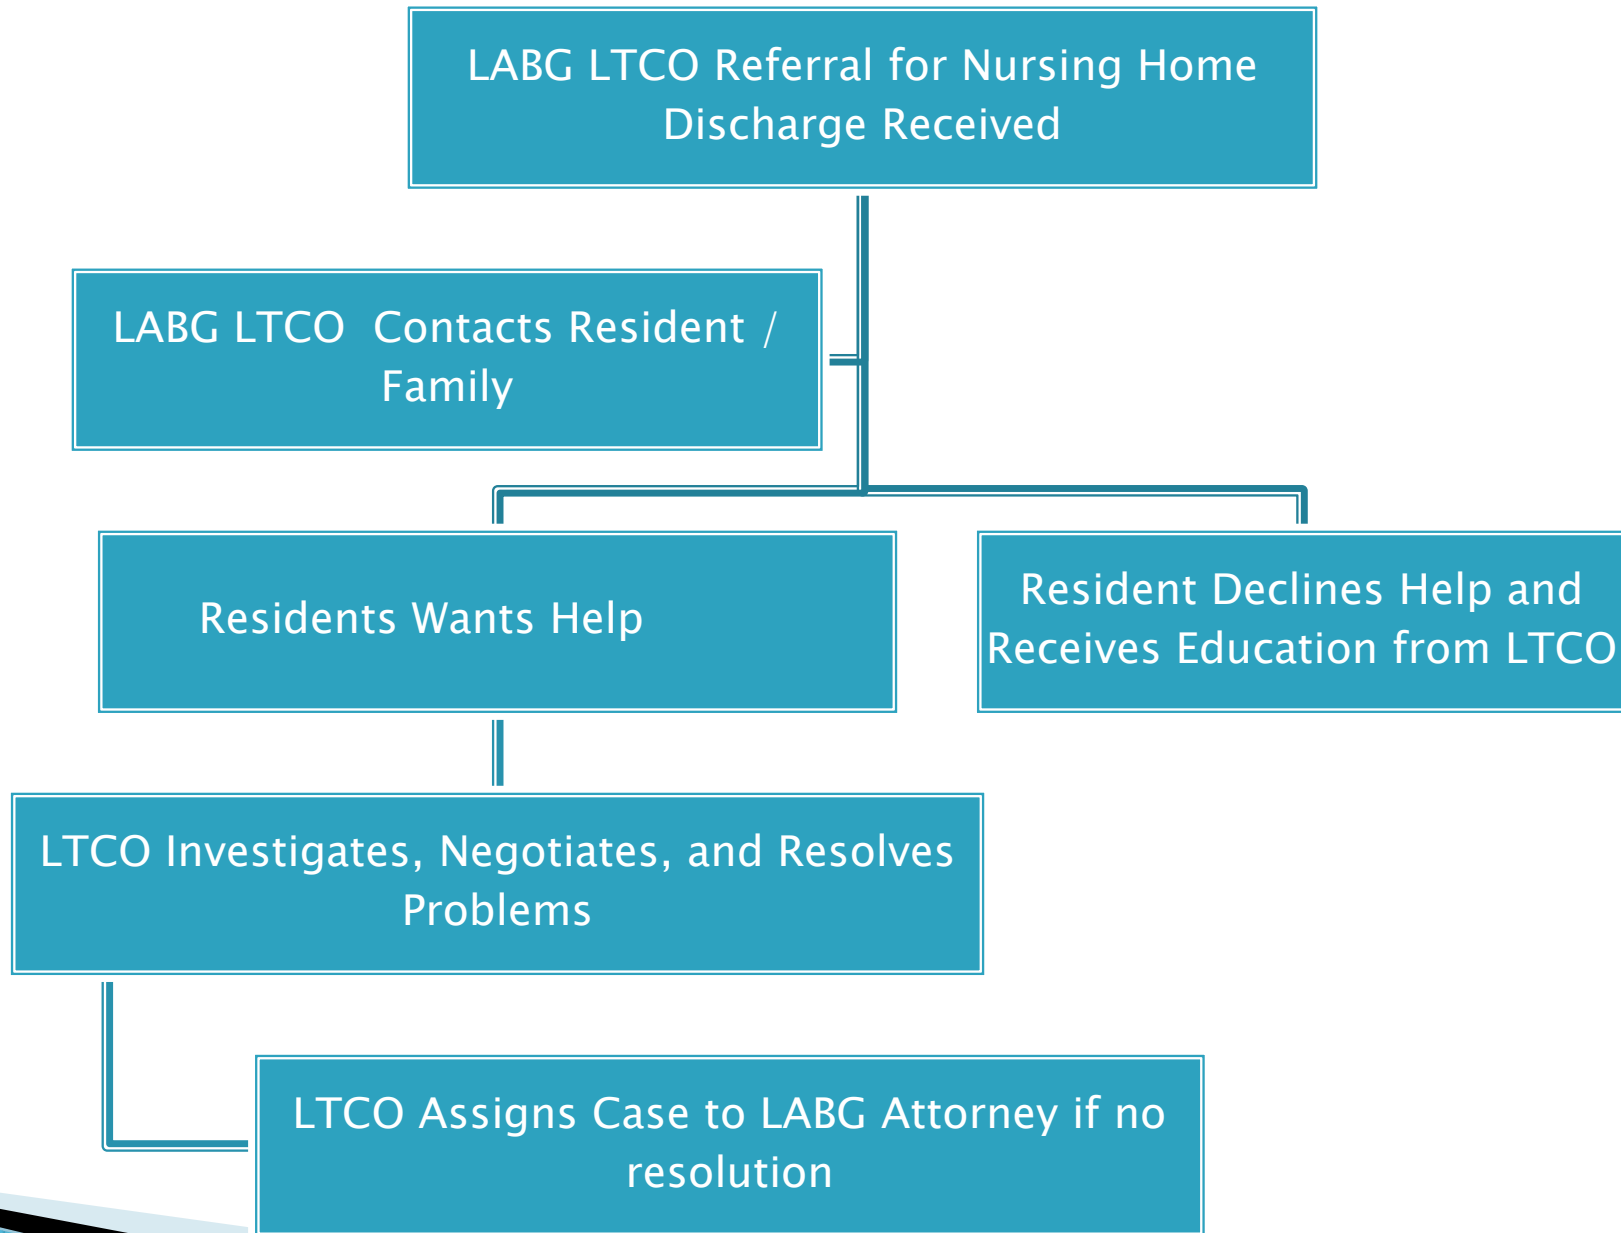 LABG LTCO Referral for Nursing Home
Discharge Received
LABG LTCO  Contacts Resident /
Family
Residents Wants Help
Resident Declines Help and
Receives Education from LTCO
LTCO Investigates, Negotiates, and Resolves
Problems
LTCO Assigns Case to LABG Attorney if no
resolution